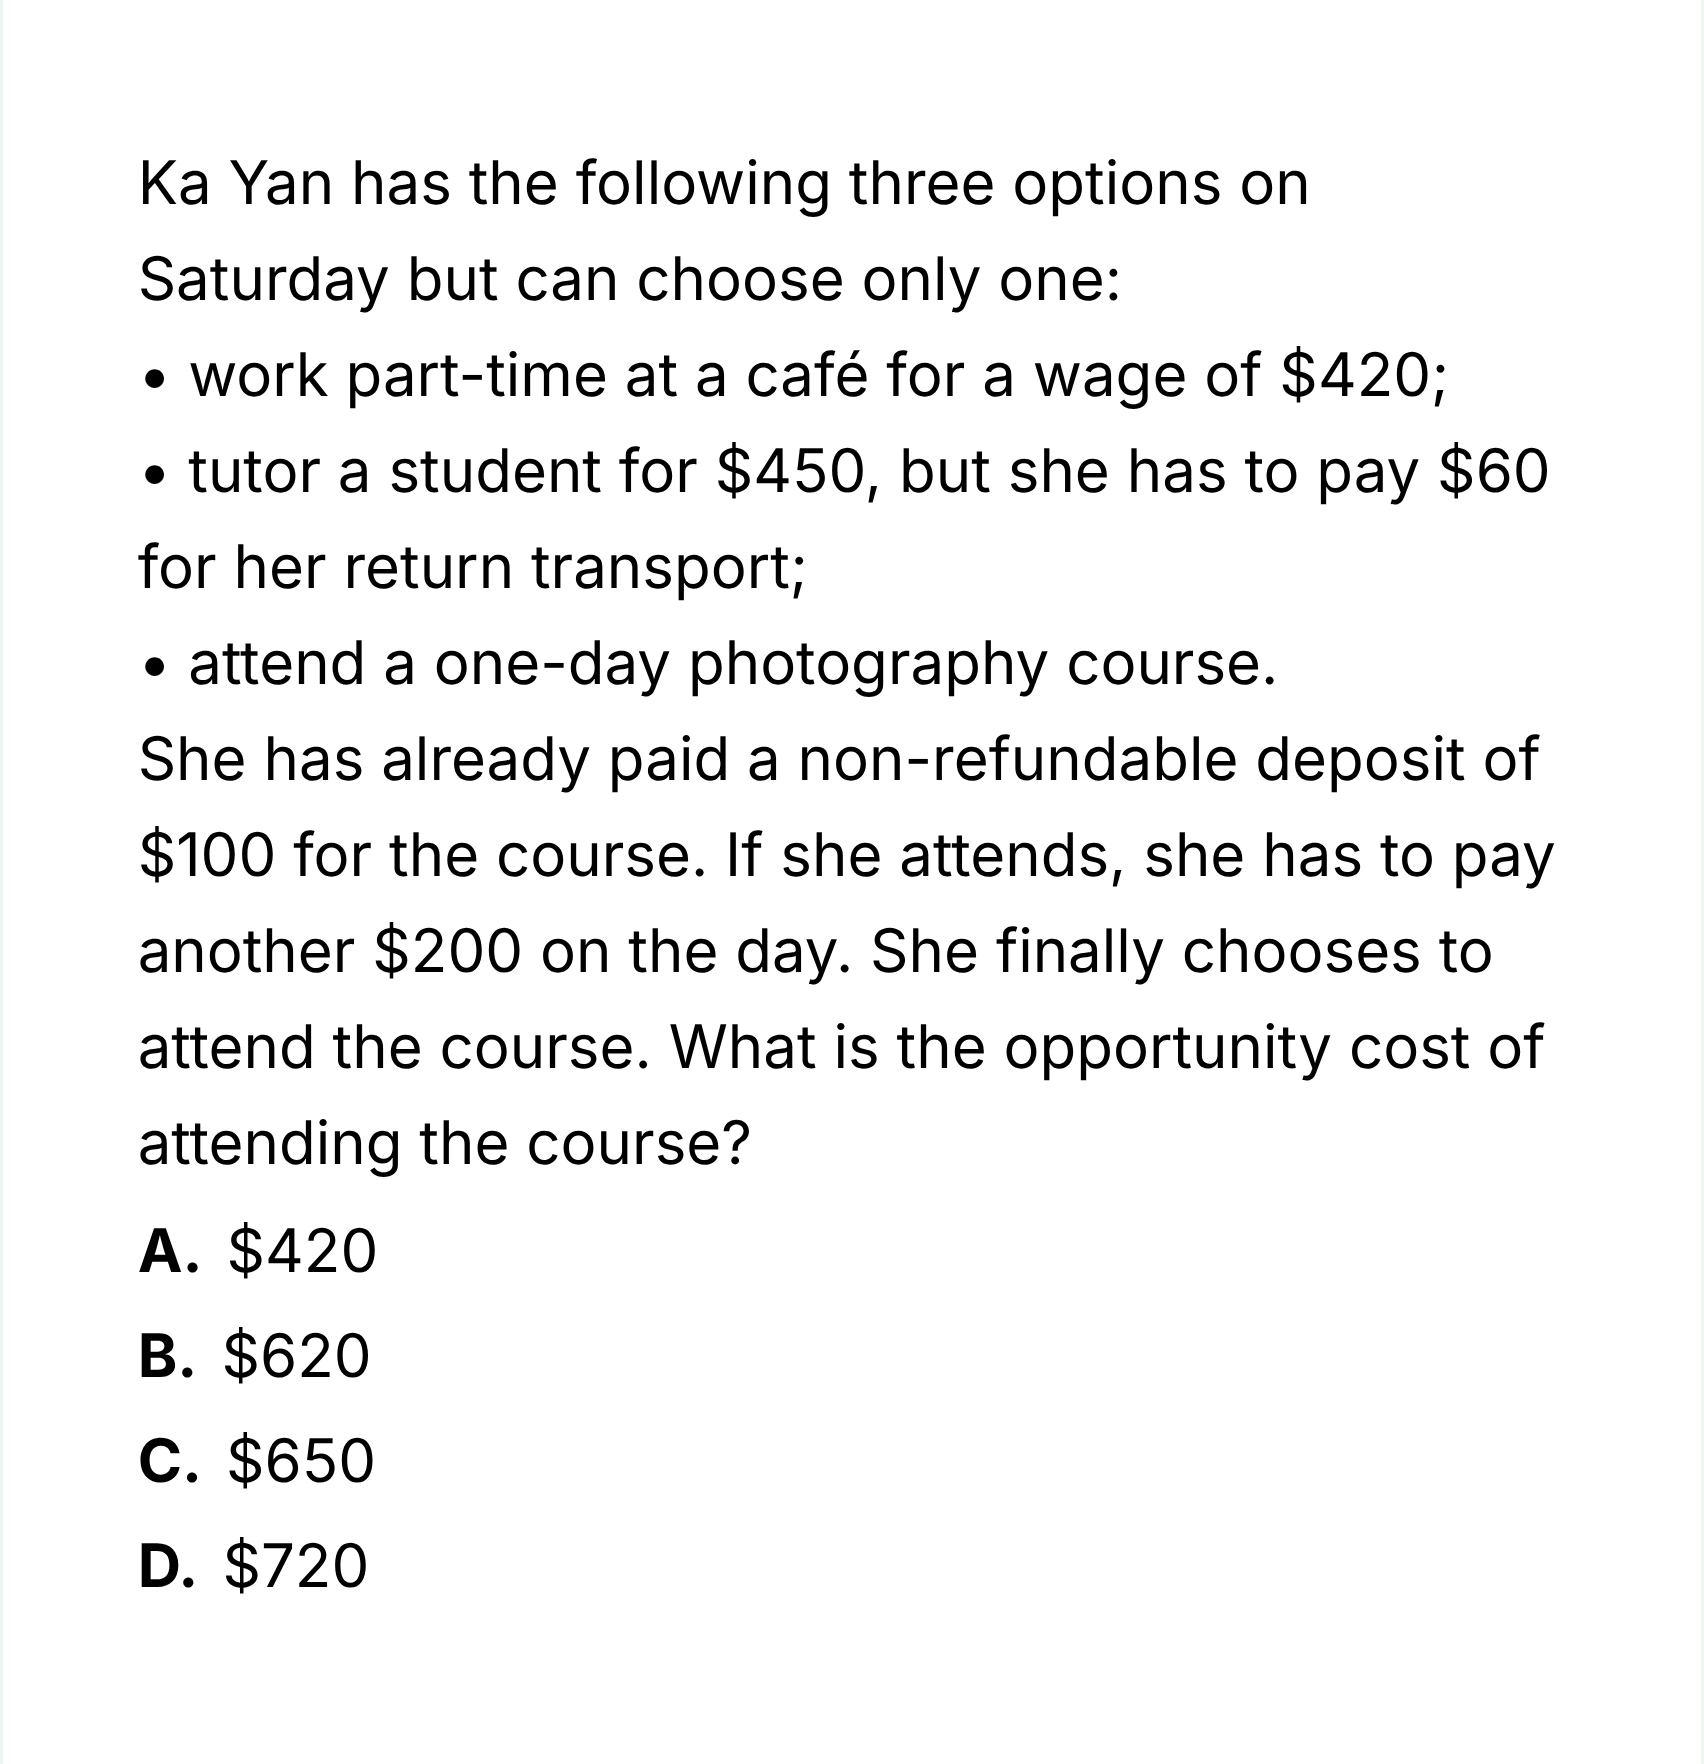 Ka Yan has the following three options on
Saturday but can choose only one:
• work part-time at a café for a wage of $420;
• tutor a student for $450, but she has to pay $60
for her return transport;
• attend a one-day photography course.
She has already paid a non-refundable deposit of
$100 for the course. If she attends, she has to pay
another $200 on the day. She finally chooses to
attend the course. What is the opportunity cost of
attending the course?
A. $420
B. $620
C. $650
D. $720